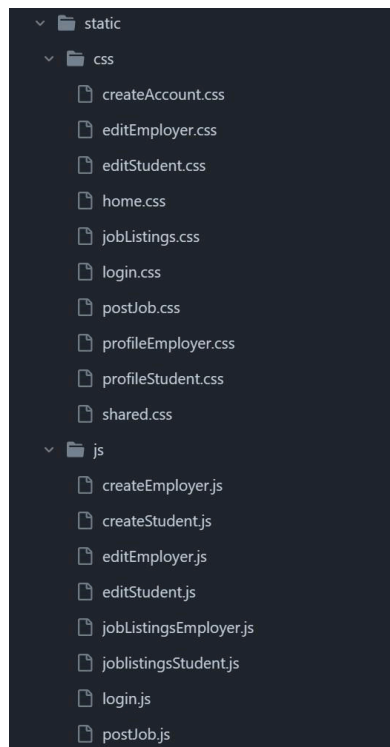 static
css
createAccount.css
editEmployer.css
editStudent.css
home.css
jobListings.css
login.css
postJob.css
profileEmployer.css
profileStudent.css
shared.css
js
createEmployer.js
createStudent.js
editEmployer.js
editStudent.js
jobListingsEmployer.js
joblistingsStudent.js
login.js
postJob.js